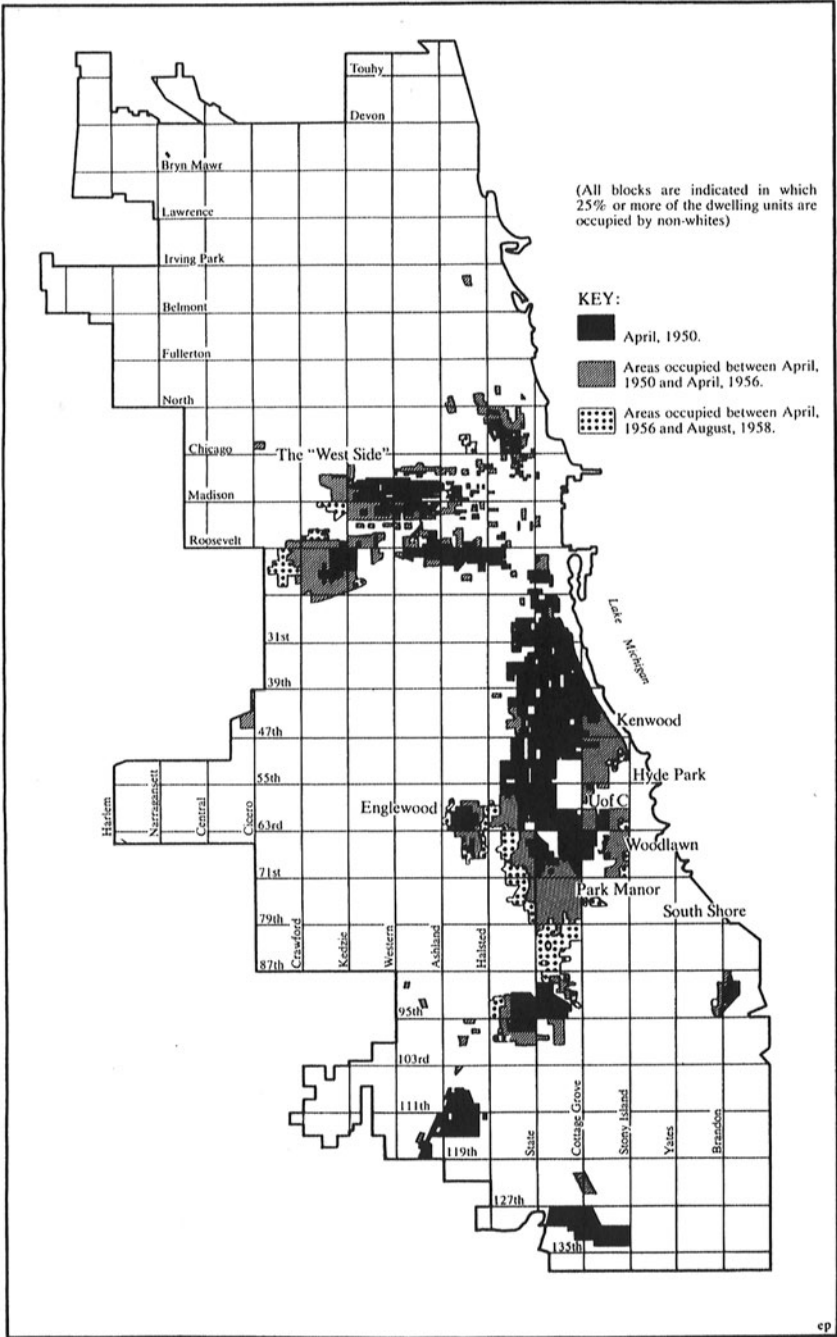 Touhy
Devon
Bryn Mawr
Lawrence
Irving Park
Belmont
Fullerton
North
Chicago
The "West Side"
Madison
Roosevelt
(All blocks are indicated in which
25% or more of the dwelling units are
occupied by non-whites)
KEY:
April, 1950.
Areas occupied between April,
1950 and April, 1956.
Areas occupied between April,
1956 and August, 1958.
Lake Michigan
31st
39th
47th
55th
63rd
71st
79th
87th
95th
103rd
111th
119th
127th
135th
Kenwood
Hyde Park
U of C
Englewood
Woodlawn
Park Manor
South Shore
Harlem
Narragansett
Central
Cicero
Crawford
Kedzie
Western
Ashland
Halsted
State
Cottage Grove
Stony Island
Yates
Brandon
ep